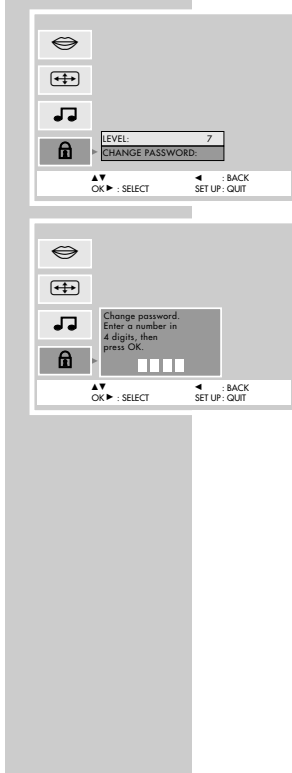 LEVEL: 7
CHANGE PASSWORD:
▲▼ ◄ : BACK
OK ► : SELECT SET UP : QUIT
Change password.
Enter a number in
4 digits, then
press OK.
▲▼ ◄ : BACK
OK ► : SELECT SET UP : QUIT